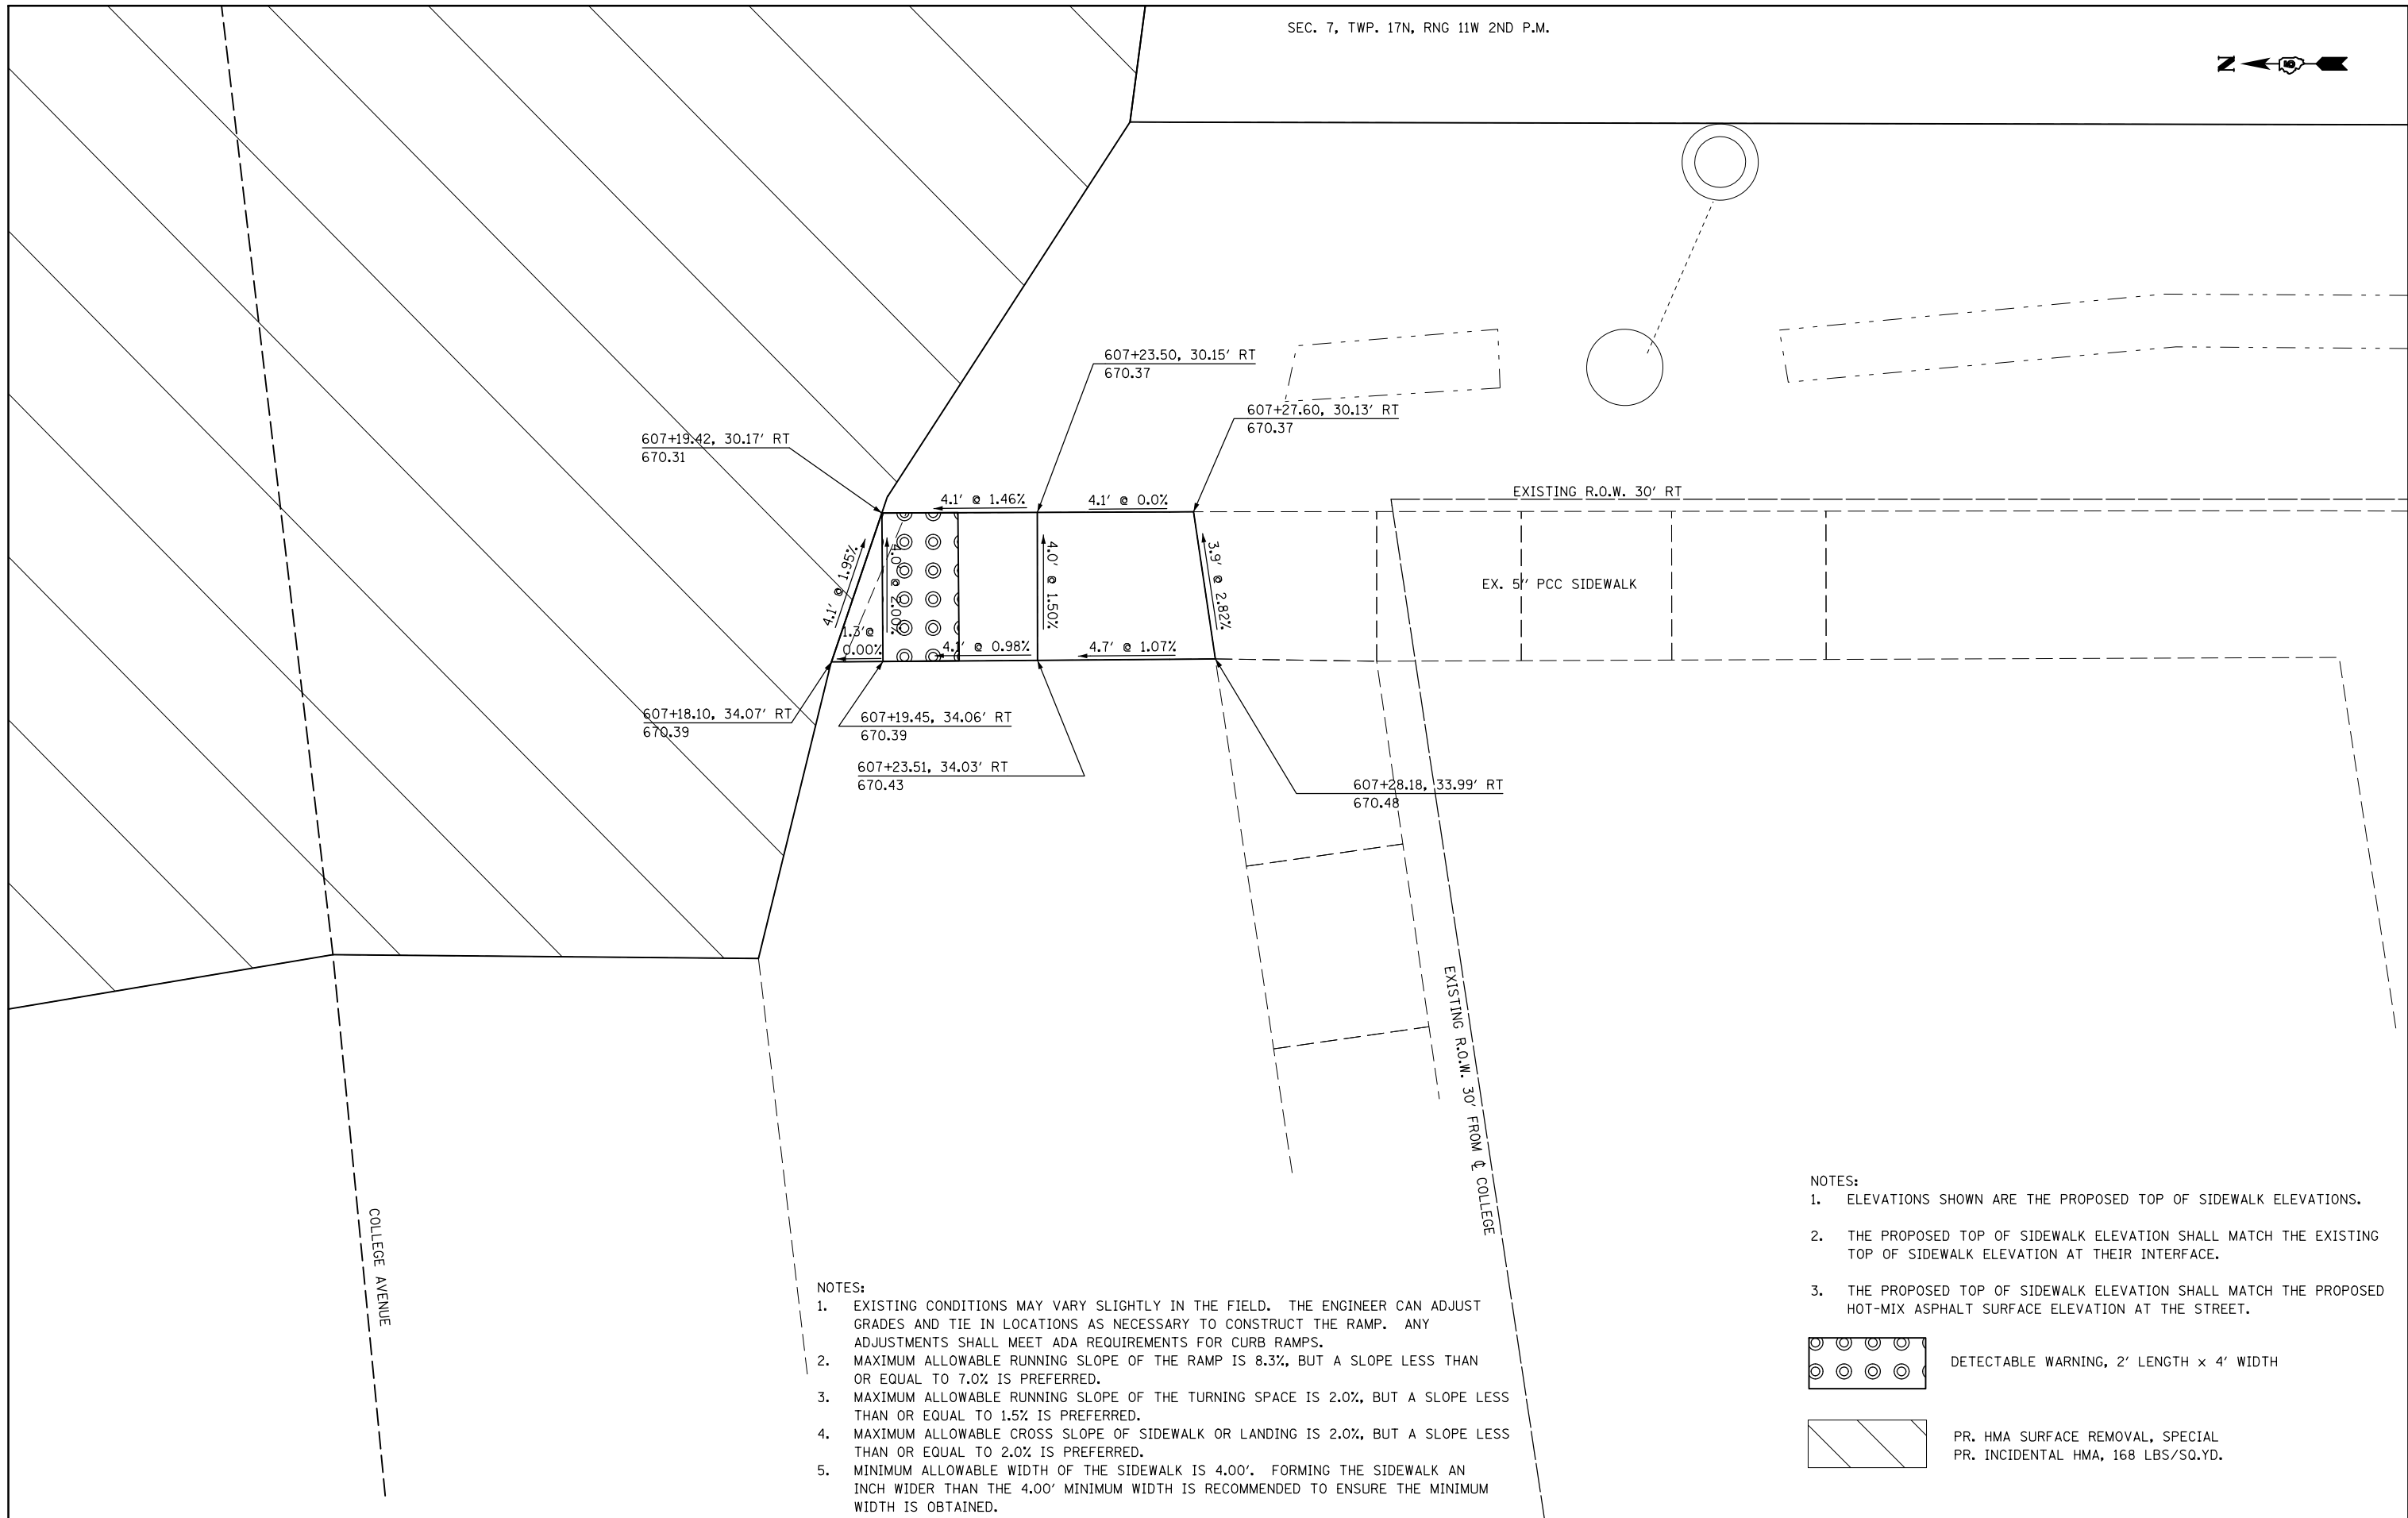 SEC. 7, TWP. 17N, RNG 11W 2ND P.M.
N
607+23.50, 30.15' RT
670.37
607+27.60, 30.13' RT
670.37
607+19.42, 30.17' RT
670.31
4.1' @ 1.46%
4.1' @ 0.0%
EXISTING R.O.W. 30' RT
4.1' @ 1.95%
4.0' @ 2.00%
4.0' @ 1.50%
3.9' @ 2.82%
EX. 5" PCC SIDEWALK
1.3'@
0.00%
4.1' @ 0.98%
4.7' @ 1.07%
607+18.10, 34.07' RT
670.39
607+19.45, 34.06' RT
670.39
607+23.51, 34.03' RT
670.43
607+28.18, 33.99' RT
670.48
EXISTING R.O.W. 30' FROM ℄ COLLEGE
COLLEGE AVENUE
NOTES:
1. EXISTING CONDITIONS MAY VARY SLIGHTLY IN THE FIELD. THE ENGINEER CAN ADJUST
GRADES AND TIE IN LOCATIONS AS NECESSARY TO CONSTRUCT THE RAMP. ANY
ADJUSTMENTS SHALL MEET ADA REQUIREMENTS FOR CURB RAMPS.
2. MAXIMUM ALLOWABLE RUNNING SLOPE OF THE RAMP IS 8.3%, BUT A SLOPE LESS THAN
OR EQUAL TO 7.0% IS PREFERRED.
3. MAXIMUM ALLOWABLE RUNNING SLOPE OF THE TURNING SPACE IS 2.0%, BUT A SLOPE LESS
THAN OR EQUAL TO 1.5% IS PREFERRED.
4. MAXIMUM ALLOWABLE CROSS SLOPE OF SIDEWALK OR LANDING IS 2.0%, BUT A SLOPE LESS
THAN OR EQUAL TO 2.0% IS PREFERRED.
5. MINIMUM ALLOWABLE WIDTH OF THE SIDEWALK IS 4.00'. FORMING THE SIDEWALK AN
INCH WIDER THAN THE 4.00' MINIMUM WIDTH IS RECOMMENDED TO ENSURE THE MINIMUM
WIDTH IS OBTAINED.
NOTES:
1. ELEVATIONS SHOWN ARE THE PROPOSED TOP OF SIDEWALK ELEVATIONS.
2. THE PROPOSED TOP OF SIDEWALK ELEVATION SHALL MATCH THE EXISTING
TOP OF SIDEWALK ELEVATION AT THEIR INTERFACE.
3. THE PROPOSED TOP OF SIDEWALK ELEVATION SHALL MATCH THE PROPOSED
HOT-MIX ASPHALT SURFACE ELEVATION AT THE STREET.
DETECTABLE WARNING, 2' LENGTH x 4' WIDTH
PR. HMA SURFACE REMOVAL, SPECIAL
PR. INCIDENTAL HMA, 168 LBS/SQ.YD.